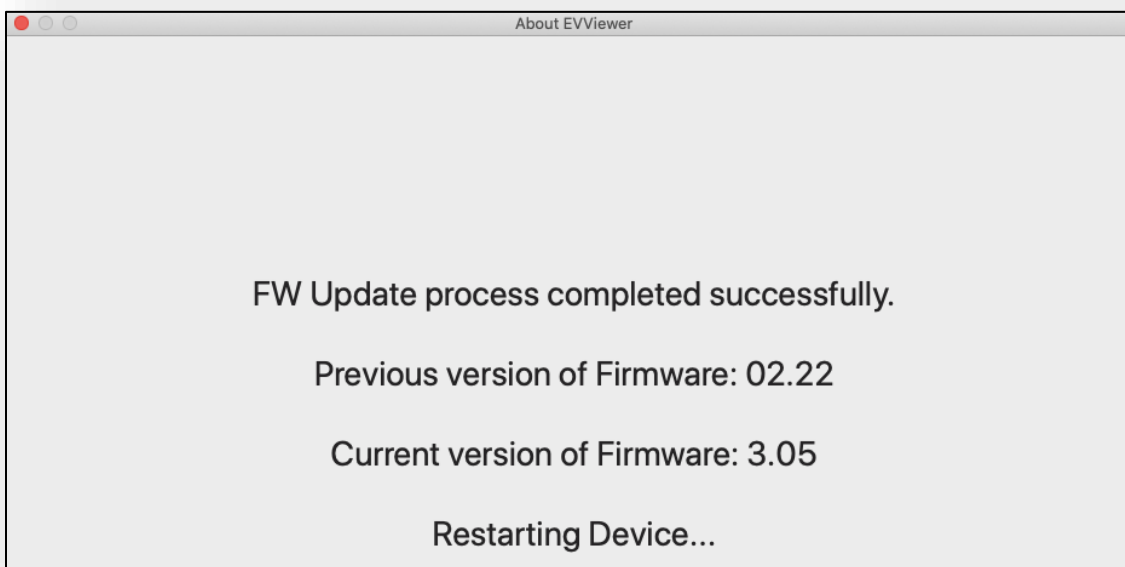 About EVViewer
FW Update process completed successfully.
Previous version of Firmware: 02.22
Current version of Firmware: 3.05
Restarting Device...